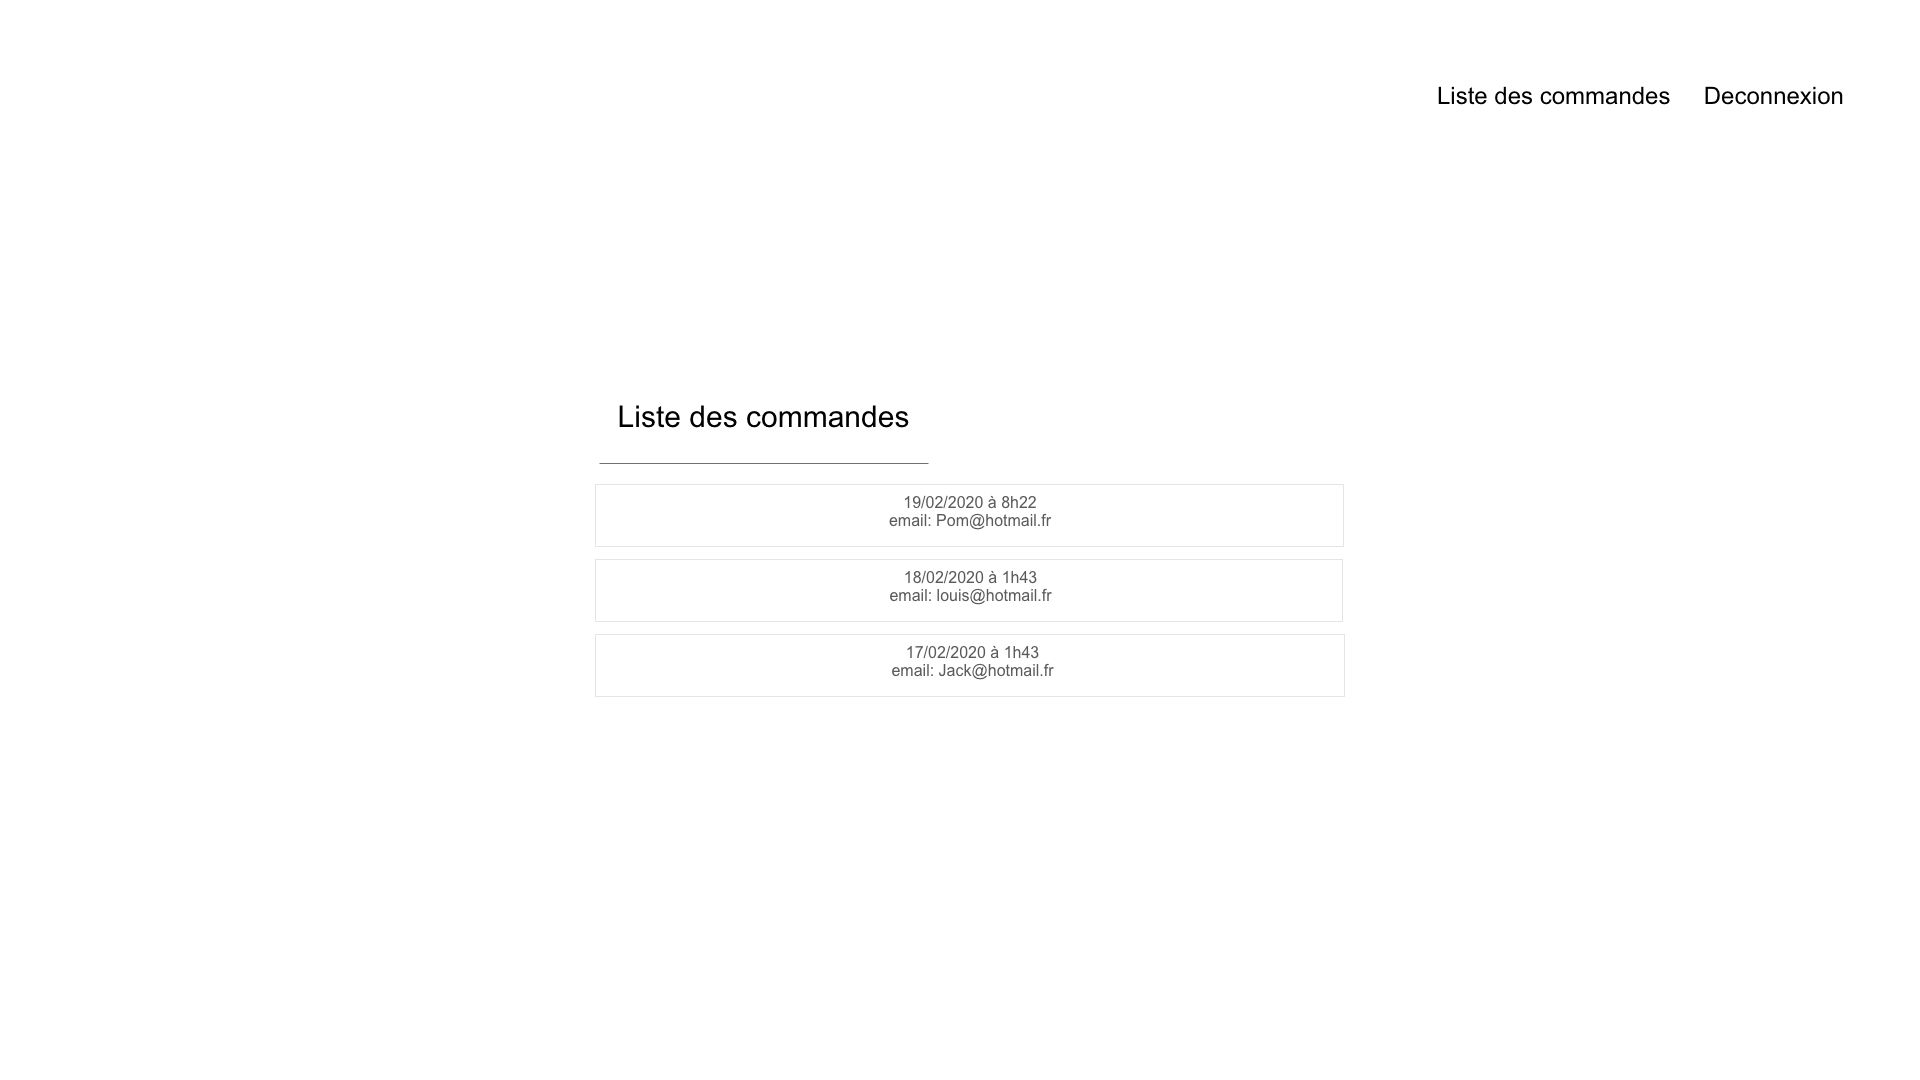 Liste des commandes
Deconnexion
Liste des commandes
19/02/2020 à 8h22
email: Pom@hotmail.fr
18/02/2020 à 1h43
email: louis@hotmail.fr
17/02/2020 à 1h43
email: Jack@hotmail.fr